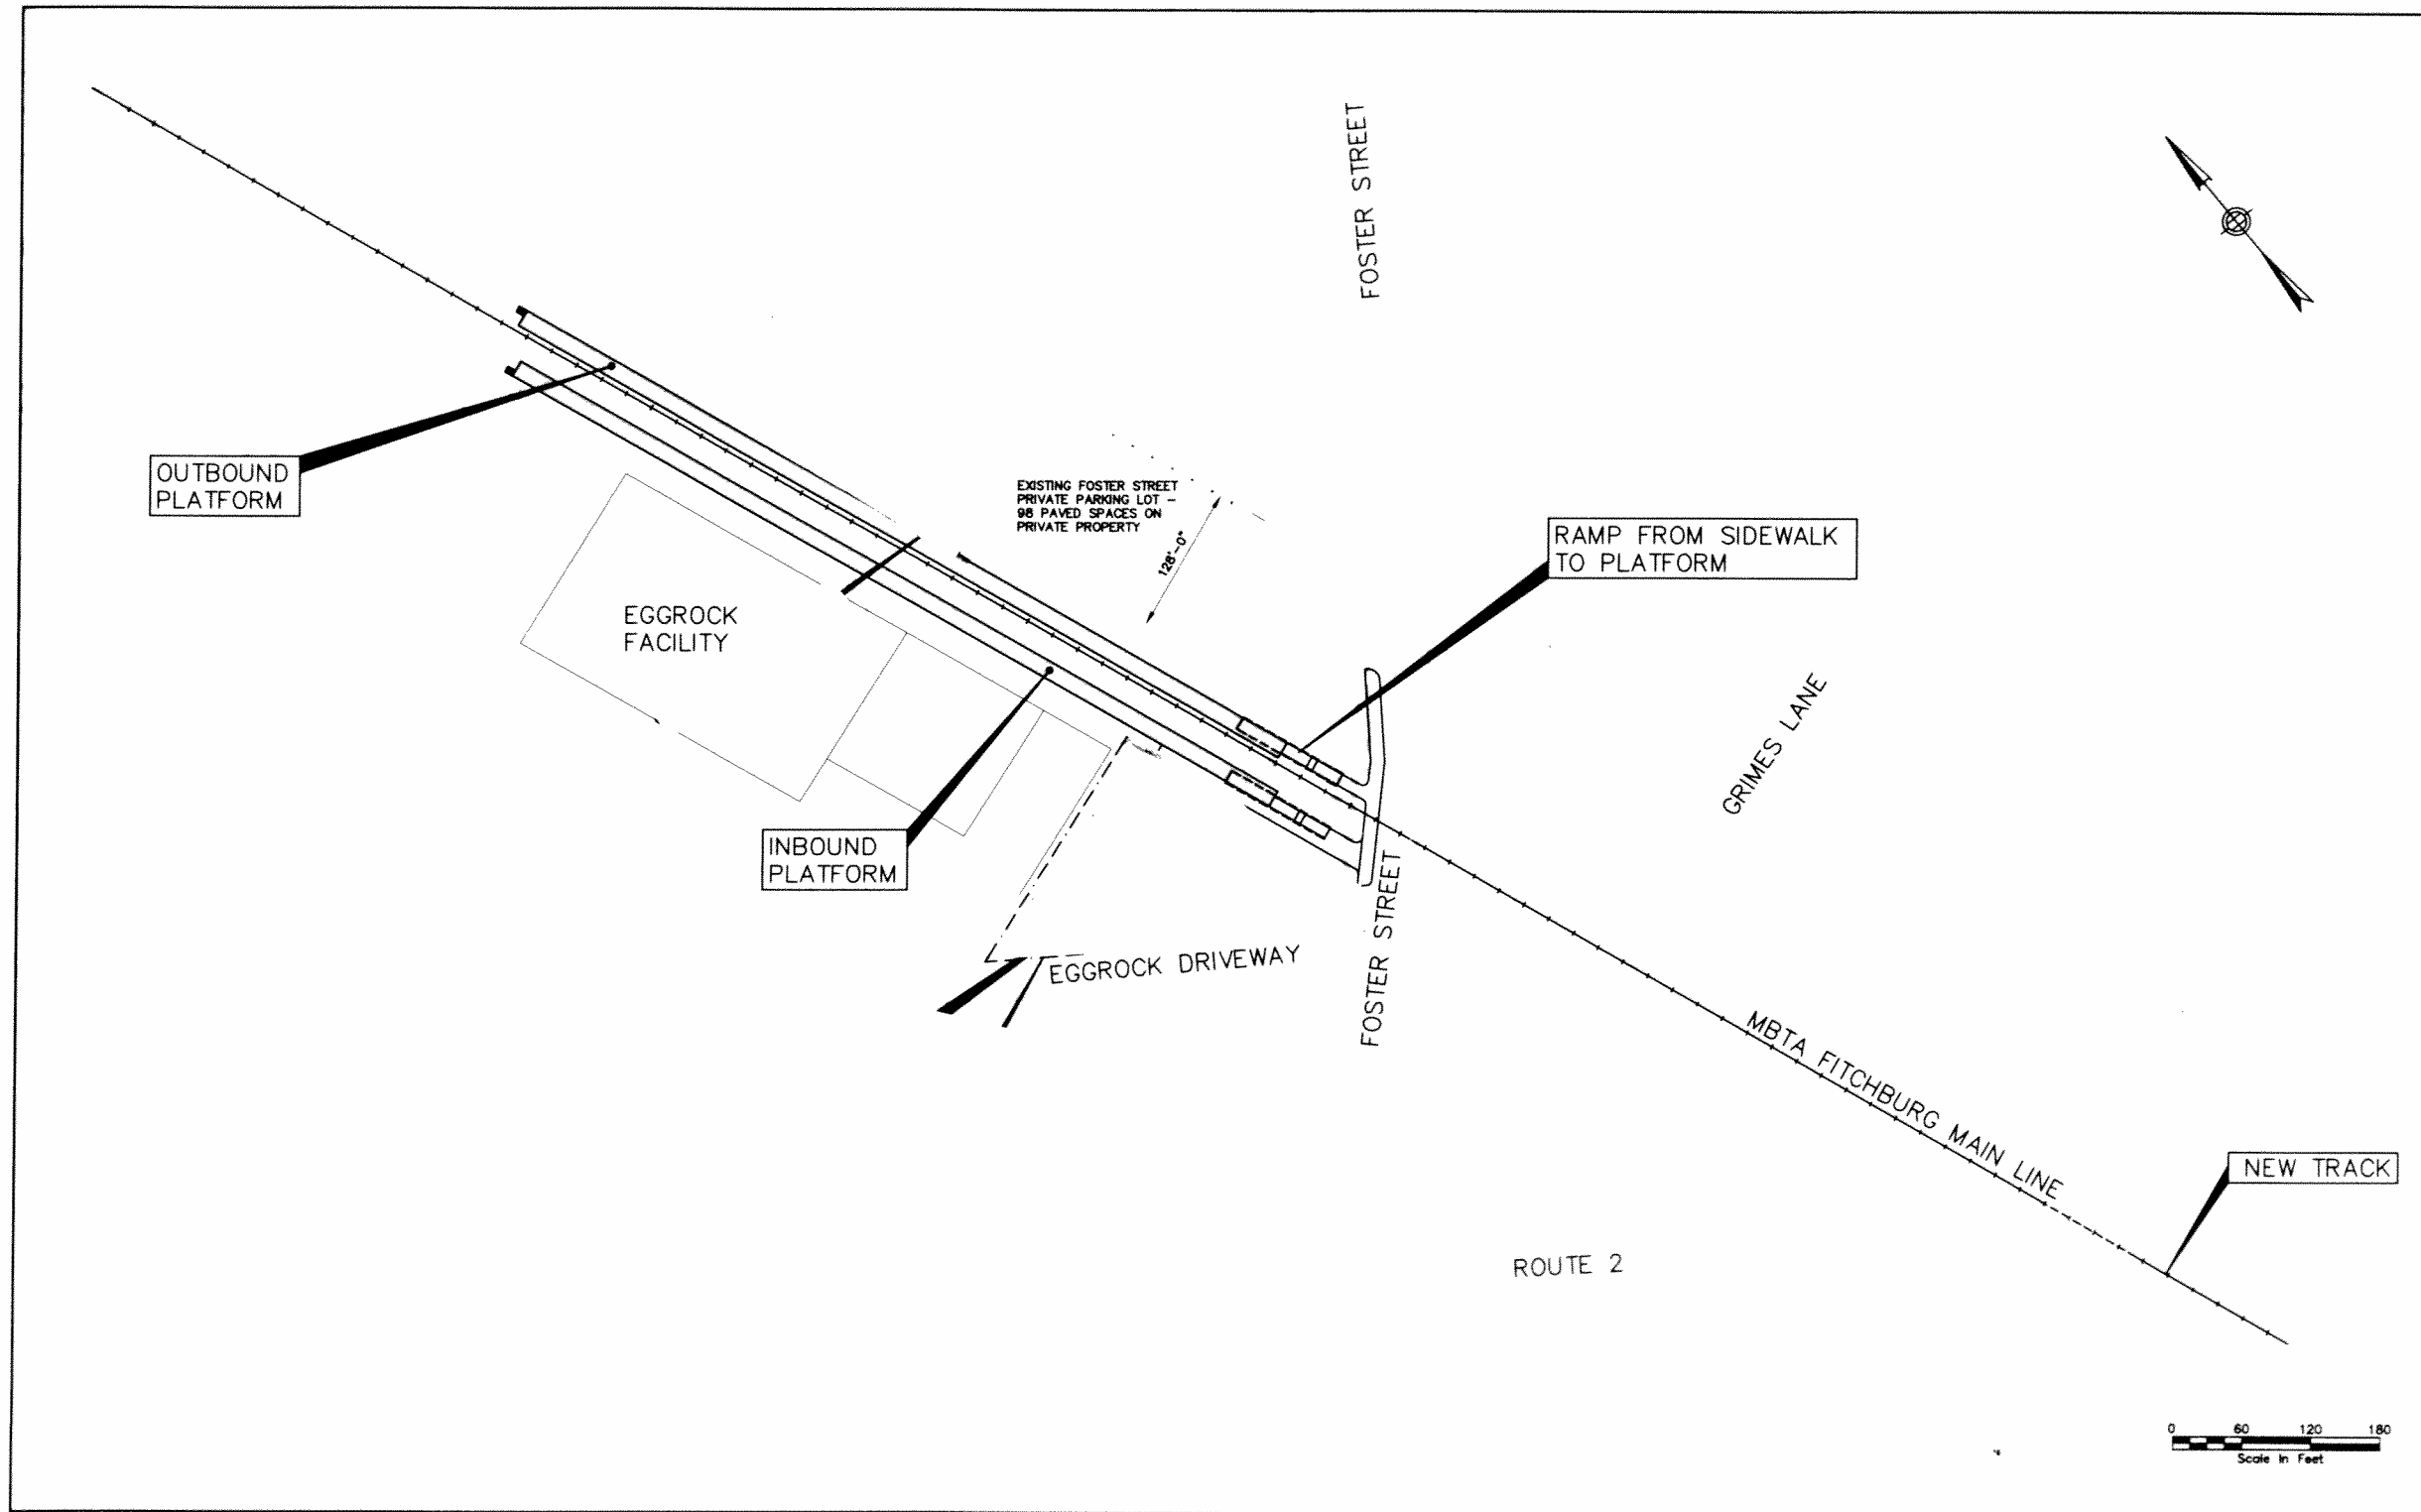 FOSTER STREET
OUTBOUND
PLATFORM
EXISTING FOSTER STREET
PRIVATE PARKING LOT –
98 PAVED SPACES ON
PRIVATE PROPERTY
128'-0"
RAMP FROM SIDEWALK
TO PLATFORM
EGGROCK
FACILITY
GRIMES LANE
INBOUND
PLATFORM
FOSTER STREET
EGGROCK DRIVEWAY
MBTA FITCHBURG MAIN LINE
NEW TRACK
ROUTE 2
0 60 120 180
Scale In Feet